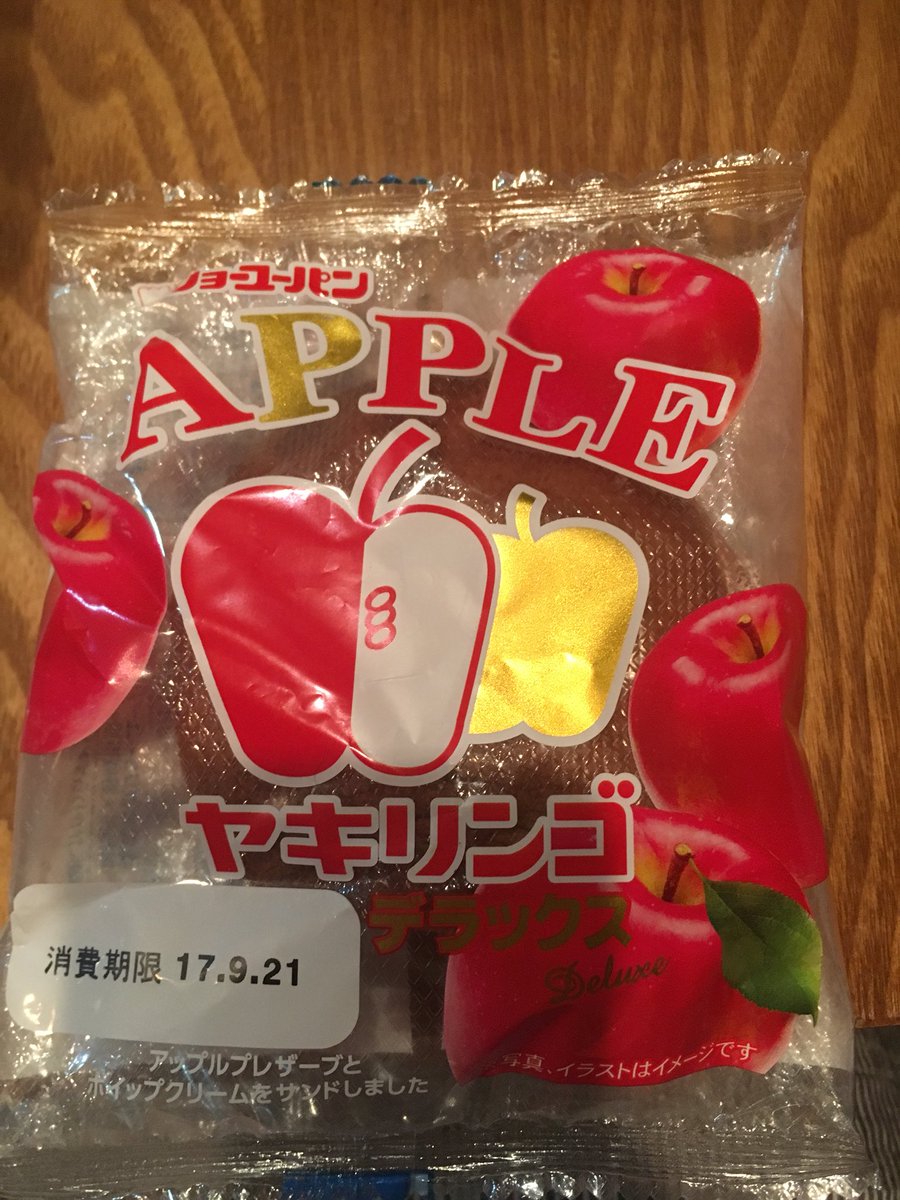 ショーユーパン
APPLE
ヤキリンゴ
デラックス
Deluxe
消費期限 17.9.21
アップルプレザーブと
ホイップクリームをサンドしました
写真、イラストはイメージです